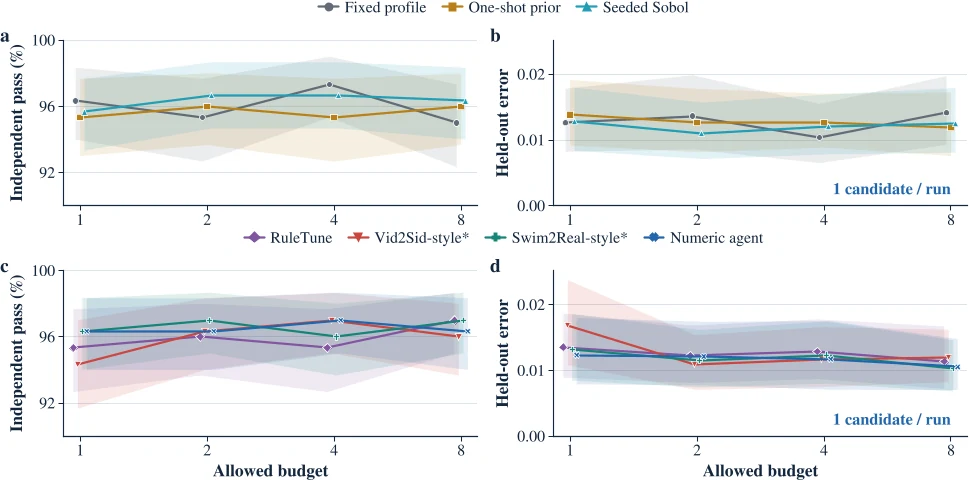 Fixed profile One-shot prior Seeded Sobol
a
Independent pass (%)
100
96
92
1 2 4 8
b
Held-out error
0.02
0.01
0.00
1 candidate / run
1 2 4 8
RuleTune Vid2Sid-style* Swim2Real-style* Numeric agent
c
Independent pass (%)
100
96
92
1 2 4 8
Allowed budget
d
Held-out error
0.02
0.01
0.00
1 candidate / run
1 2 4 8
Allowed budget